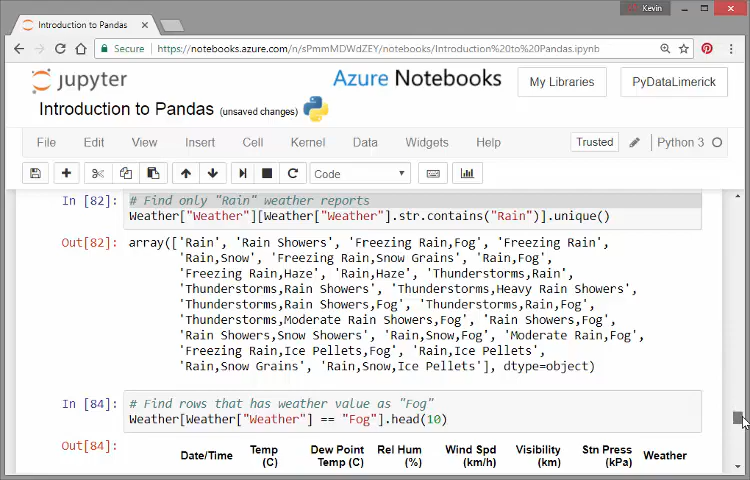 Kevin
Introduction to Pandas
Secure https://notebooks.azure.com/n/sPmmMDWdZEY/notebooks/Introduction%20to%20Pandas.ipynb
jupyter
Azure Notebooks
My Libraries
PyDataLimerick
Introduction to Pandas (unsaved changes)
File Edit View Insert Cell Kernel Data Widgets Help Trusted Python 3
Code
In [82]: # Find only "Rain" weather reports
Weather["Weather"][Weather["Weather"].str.contains("Rain")].unique()
Out[82]: array(['Rain', 'Rain Showers', 'Freezing Rain,Fog', 'Freezing Rain',
'Rain,Snow', 'Freezing Rain,Snow Grains', 'Rain,Fog',
'Freezing Rain,Haze', 'Rain,Haze', 'Thunderstorms,Rain',
'Thunderstorms,Rain Showers', 'Thunderstorms,Heavy Rain Showers',
'Thunderstorms,Rain Showers,Fog', 'Thunderstorms,Rain,Fog',
'Thunderstorms,Moderate Rain Showers,Fog', 'Rain Showers,Fog',
'Rain Showers,Snow Showers', 'Rain,Snow,Fog', 'Moderate Rain,Fog',
'Freezing Rain,Ice Pellets,Fog', 'Rain,Ice Pellets',
'Rain,Snow Grains', 'Rain,Snow,Ice Pellets'], dtype=object)
In [84]: # Find rows that has weather value as "Fog"
Weather[Weather["Weather"] == "Fog"].head(10)
Out[84]:
Date/Time Temp (C) Dew Point Temp (C) Rel Hum (%) Wind Spd (km/h) Visibility (km) Stn Press (kPa) Weather